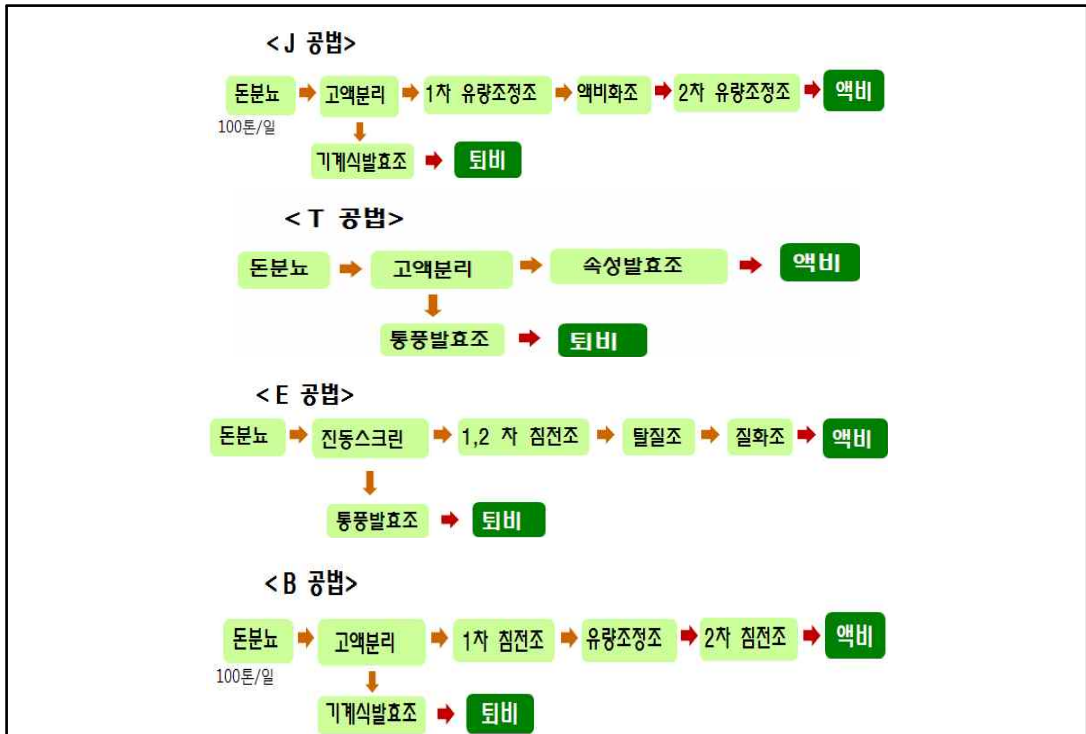 <J 공법>
돈분뇨 고액분리 1차 유량조정조 액비화조 2차 유량조정조 액비
100톤/일
기계식발효조 퇴비
<T 공법>
돈분뇨 고액분리 속성발효조 액비
통풍발효조 퇴비
<E 공법>
돈분뇨 진동스크린 1,2 차 침전조 탈질조 질화조 액비
통풍발효조 퇴비
<B 공법>
돈분뇨 고액분리 1차 침전조 유량조정조 2차 침전조 액비
100톤/일
기계식발효조 퇴비